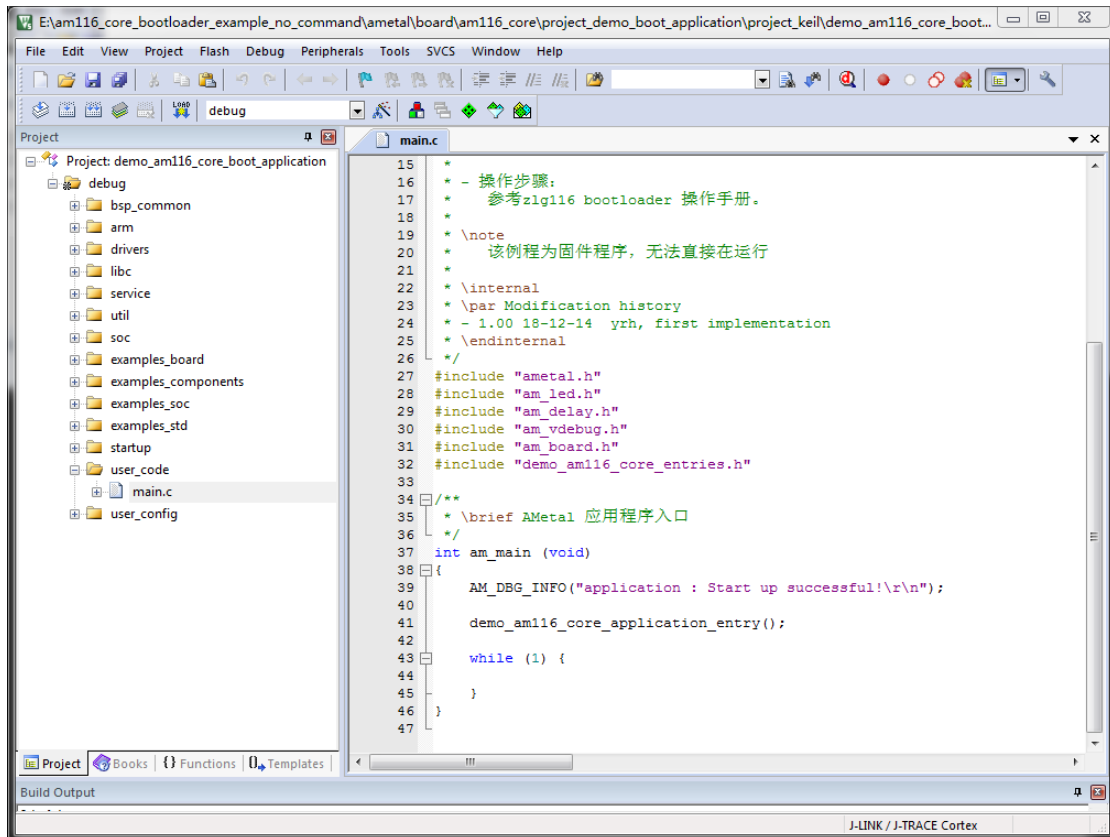 E:\am116_core_bootloader_example_no_command\ametal\board\am116_core\project_demo_boot_application\project_keil\demo_am116_core_boot...
File Edit View Project Flash Debug Peripherals Tools SVCS Window Help
LOAD debug
Project
main.c
Project: demo_am116_core_boot_application
debug
bsp_common
arm
drivers
libc
service
util
soc
examples_board
examples_components
examples_soc
examples_std
startup
user_code
main.c
user_config
15 *
16 * - 操作步骤：
17 * 参考zlg116 bootloader 操作手册。
18 *
19 * \note
20 * 该例程为固件程序，无法直接在运行
21 *
22 * \internal
23 * \par Modification history
24 * - 1.00 18-12-14 yrh, first implementation
25 * \endinternal
26 */
27 #include "ametal.h"
28 #include "am_led.h"
29 #include "am_delay.h"
30 #include "am_vdebug.h"
31 #include "am_board.h"
32 #include "demo_am116_core_entries.h"
33
34 /**
35 * \brief AMetal 应用程序入口
36 */
37 int am_main (void)
38 {
39 AM_DBG_INFO("application : Start up successful!\r\n");
40
41 demo_am116_core_application_entry();
42
43 while (1) {
44
45 }
46 }
47
Project Books {} Functions Templates
Build Output
J-LINK / J-TRACE Cortex